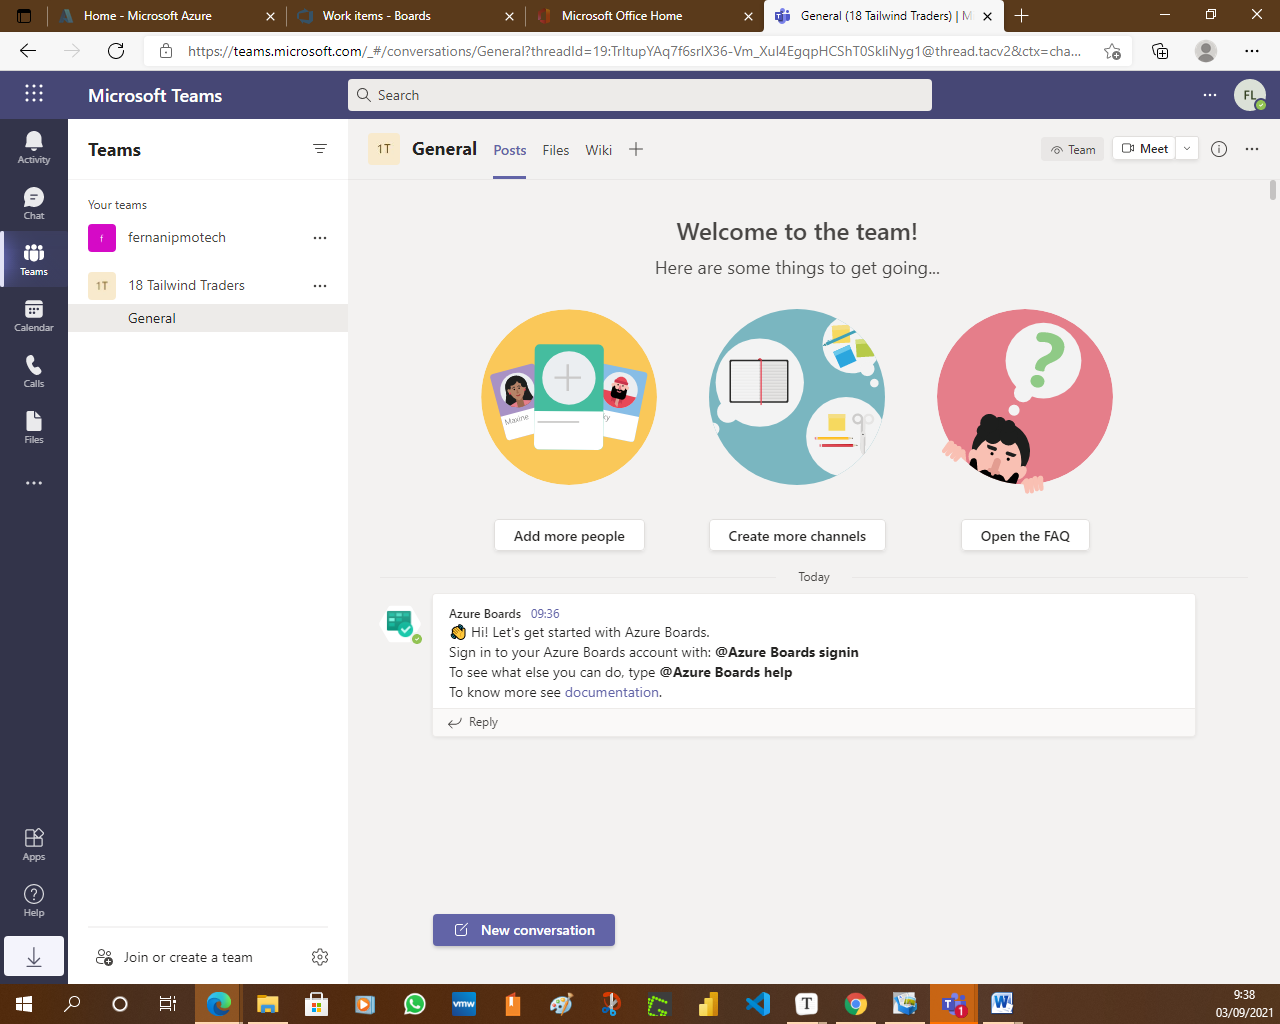 Home - Microsoft Azure
Work items - Boards
Microsoft Office Home
General (18 Tailwind Traders) | Mi
https://teams.microsoft.com/_#/conversations/General?threadId=19:TrItupYAq7f6srIX36-Vm_Xul4EgqpHCShT0SkIiNyg1@thread.tacv2&ctx=cha...
Microsoft Teams
Search
FL
Activity
Chat
Teams
Calendar
Calls
Files
Apps
Help
Teams
Your teams
f
fernanipmotech
1T
18 Tailwind Traders
General
Join or create a team
1T
General
Posts
Files
Wiki
Team
Meet
Welcome to the team!
Here are some things to get going...
Maxine
Add more people
Create more channels
Open the FAQ
Today
Azure Boards 09:36
👋 Hi! Let's get started with Azure Boards.
Sign in to your Azure Boards account with: @Azure Boards signin
To see what else you can do, type @Azure Boards help
To know more see documentation.
Reply
New conversation
vmw
T
1
W
9:38
03/09/2021